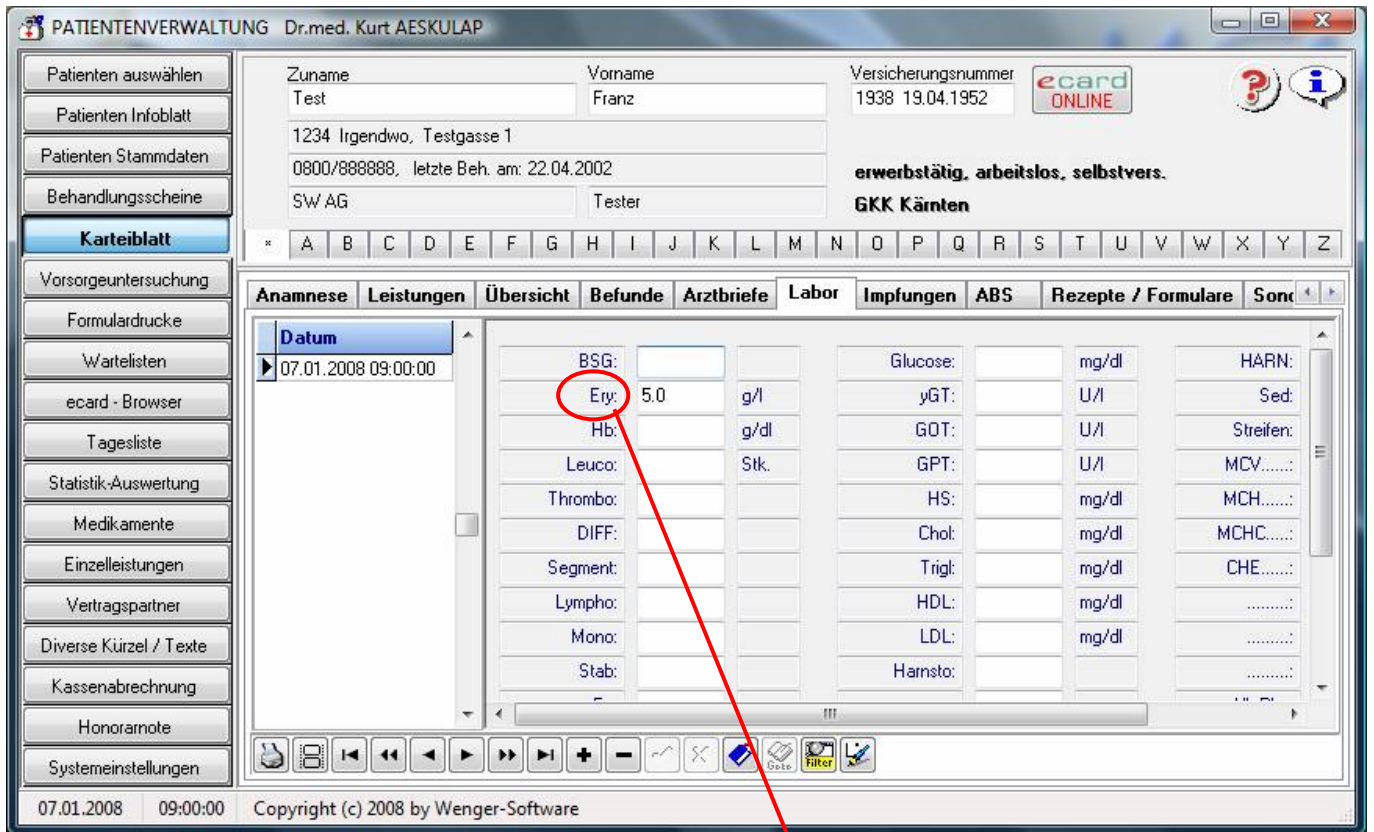 PATIENTENVERWALTUNG Dr.med. Kurt AESKULAP
Patienten auswählen
Patienten Infoblatt
Patienten Stammdaten
Behandlungsscheine
Karteiblatt
Vorsorgeuntersuchung
Formulardrucke
Wartelisten
ecard - Browser
Tagesliste
Statistik-Auswertung
Medikamente
Einzelleistungen
Vertragspartner
Diverse Kürzel / Texte
Kassenabrechnung
Honorarnote
Systemeinstellungen
Zuname Vorname Versicherungsnummer
Test Franz 1938 19.04.1952
ecard
ONLINE
1234 Irgendwo, Testgasse 1
0800/888888, letzte Beh. am: 22.04.2002
erwerbstätig, arbeitslos, selbstvers.
SW AG Tester GKK Kärnten
* A B C D E F G H I J K L M N O P Q R S T U V W X Y Z
Anamnese Leistungen Übersicht Befunde Arztbriefe Labor Impfungen ABS Rezepte / Formulare
Datum
07.01.2008 09:00:00
BSG: Glucose: mg/dl HARN:
Ery: 5.0 g/l yGT: U/l Sed:
Hb: g/dl GOT: U/l Streifen:
Leuco: Stk. GPT: U/l MCV......:
Thrombo: HS: mg/dl MCH......:
DIFF: Chol: mg/dl MCHC.....:
Segment: Trigl: mg/dl CHE......:
Lympho: HDL: mg/dl .........:
Mono: LDL: mg/dl .........:
Stab: Harnsto: .........:
Goto
Filter
07.01.2008 09:00:00 Copyright (c) 2008 by Wenger-Software